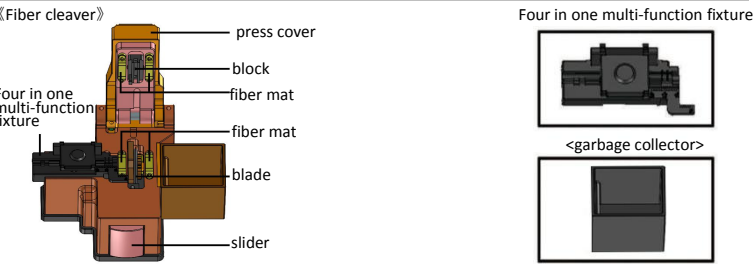 《Fiber cleaver》
press cover
block
fiber mat
Four in one
multi-function
fixture
fiber mat
blade
slider
Four in one multi-function fixture
<garbage collector>